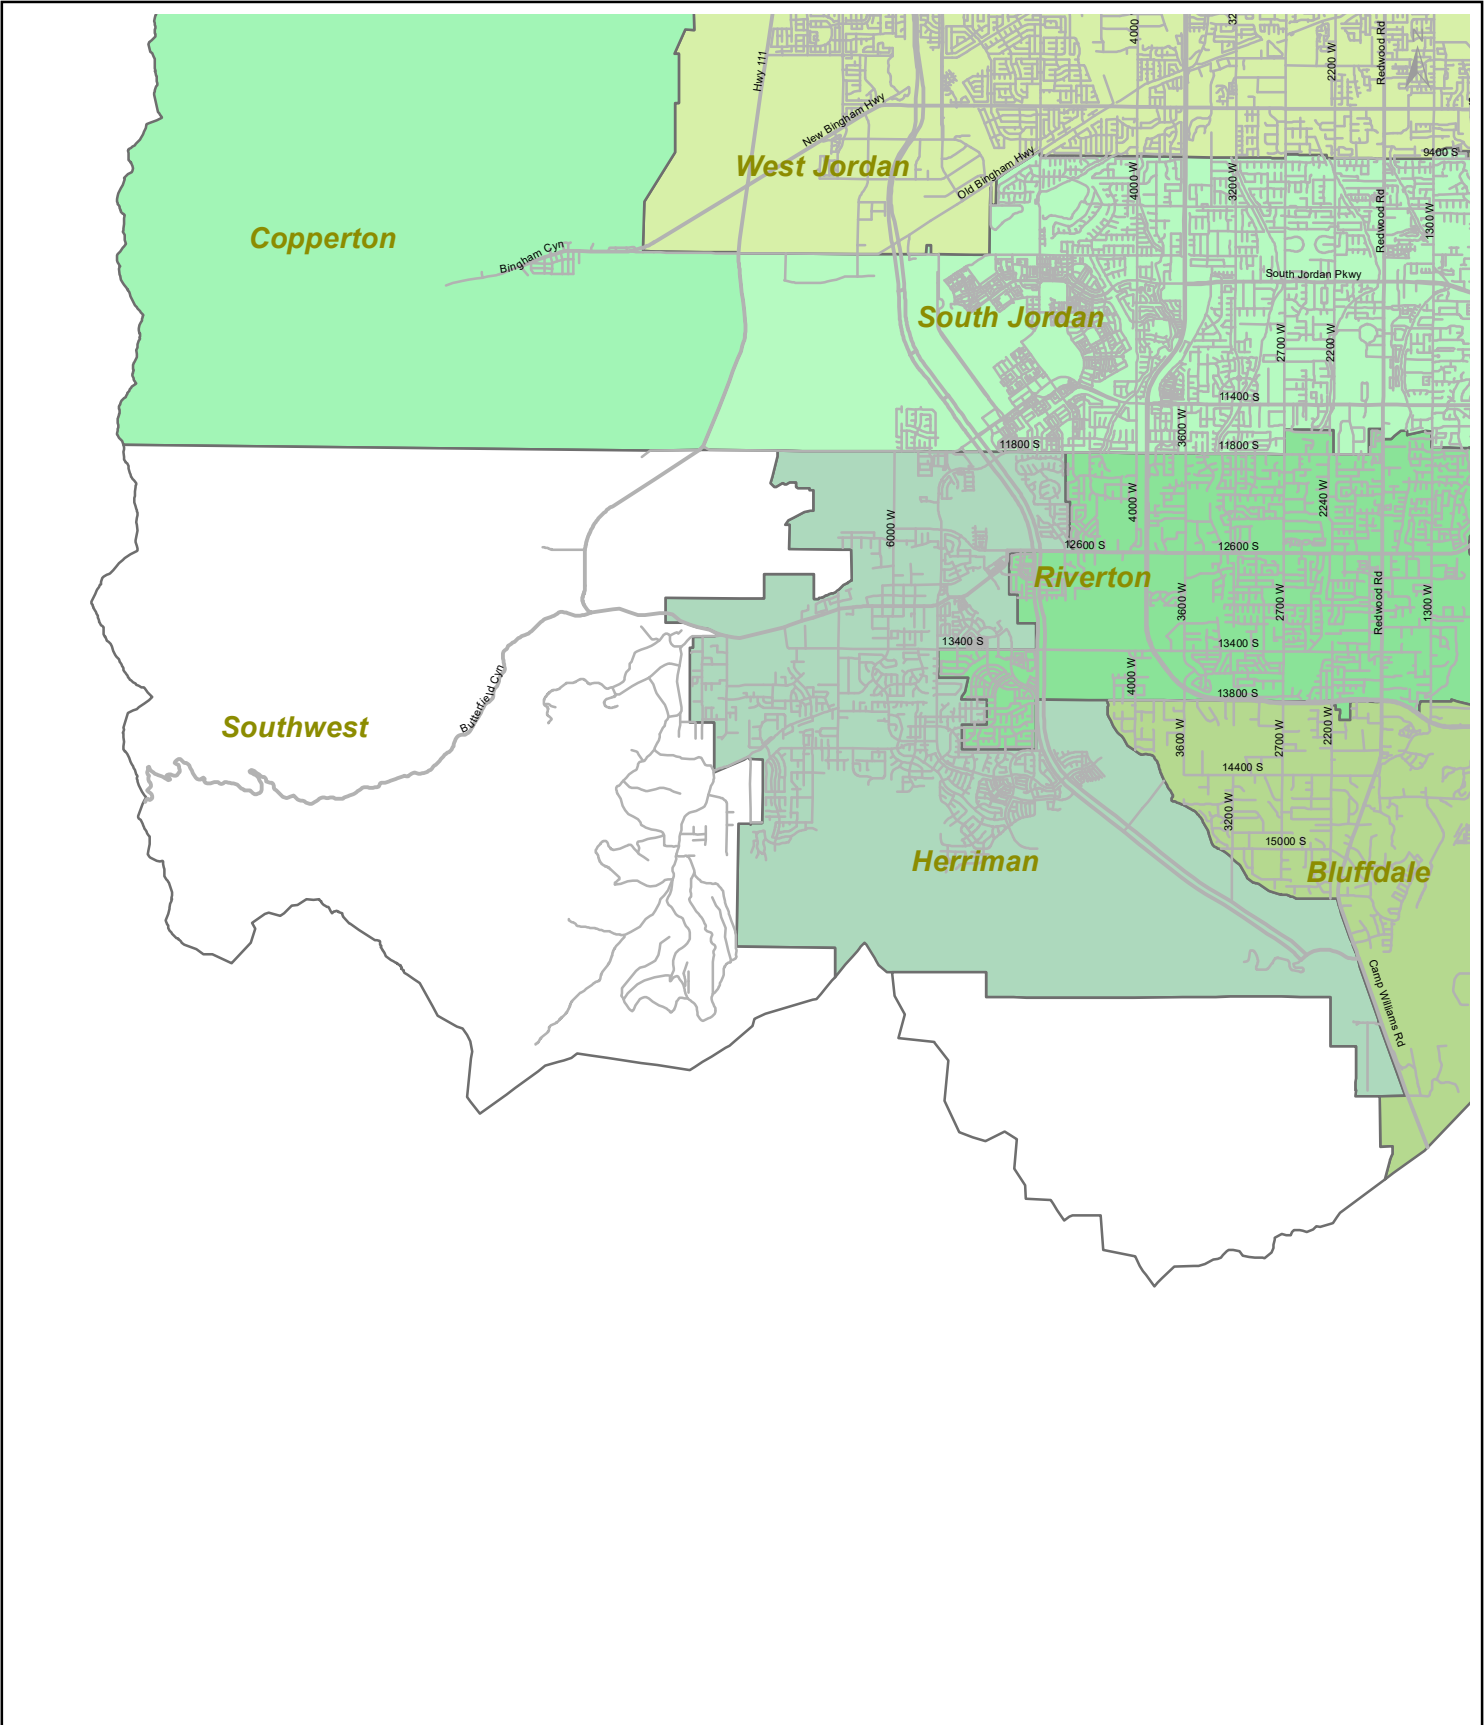 4000
32
2200 W
Redwood Rd
Hwy 111
New Bingham Hwy
West Jordan
Old Bingham Hwy
9400 S
4000 W
3200 W
Redwood Rd
1300 W
Copperton
Bingham Cyn
South Jordan Pkwy
South Jordan
2700 W
2200 W
11400 S
3600 W
11800 S
11800 S
6000 W
4000 W
2240 W
12600 S
12600 S
Riverton
3600 W
2700 W
Redwood Rd
1300 W
13400 S
13400 S
4000 W
13800 S
Butterfield Cyn
Southwest
3600 W
2700 W
2200 W
14400 S
3200 W
15000 S
Herriman
Bluffdale
Camp Williams Rd